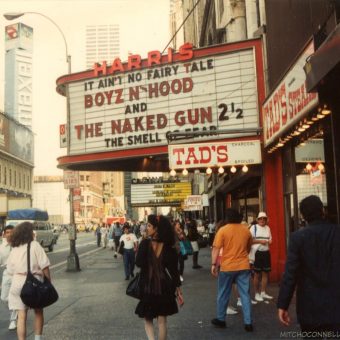 HARRIS
IT AIN'T NO FAIRY TALE
BOYZ N HOOD
AND
THE NAKED GUN 2½
THE SMELL OF FEAR
TAD'S
CHARCOAL
BROILED
TAD'S STEAKS
MITCHOCONNELL